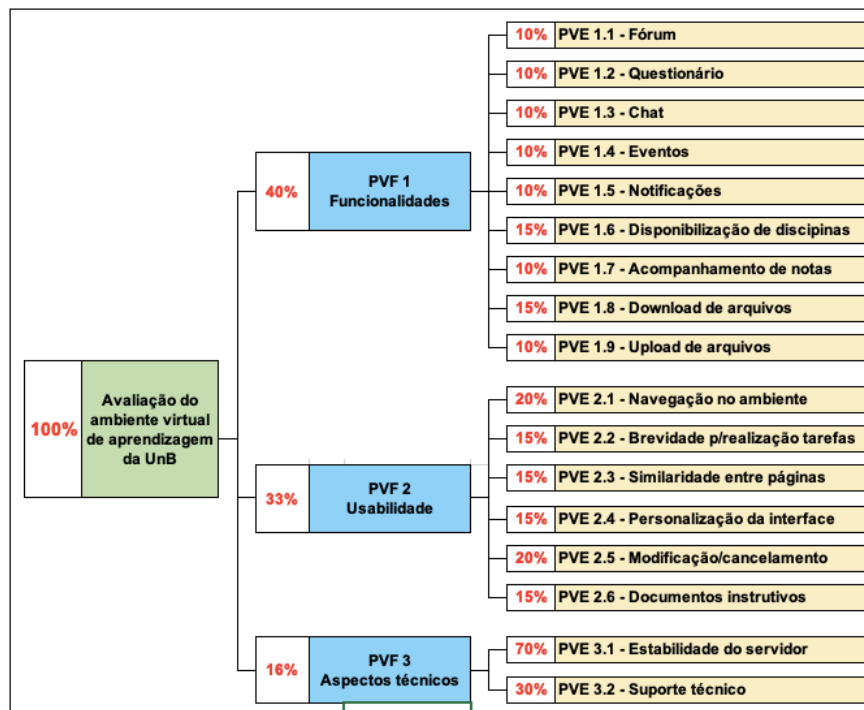 100%
Avaliação do
ambiente virtual
de aprendizagem
da UnB
40%
PVF 1
Funcionalidades
10% PVE 1.1 - Fórum
10% PVE 1.2 - Questionário
10% PVE 1.3 - Chat
10% PVE 1.4 - Eventos
10% PVE 1.5 - Notificações
15% PVE 1.6 - Disponibilização de discipinas
10% PVE 1.7 - Acompanhamento de notas
15% PVE 1.8 - Download de arquivos
10% PVE 1.9 - Upload de arquivos
33%
PVF 2
Usabilidade
20% PVE 2.1 - Navegação no ambiente
15% PVE 2.2 - Brevidade p/realização tarefas
15% PVE 2.3 - Similaridade entre páginas
15% PVE 2.4 - Personalização da interface
20% PVE 2.5 - Modificação/cancelamento
15% PVE 2.6 - Documentos instrutivos
16%
PVF 3
Aspectos técnicos
70% PVE 3.1 - Estabilidade do servidor
30% PVE 3.2 - Suporte técnico